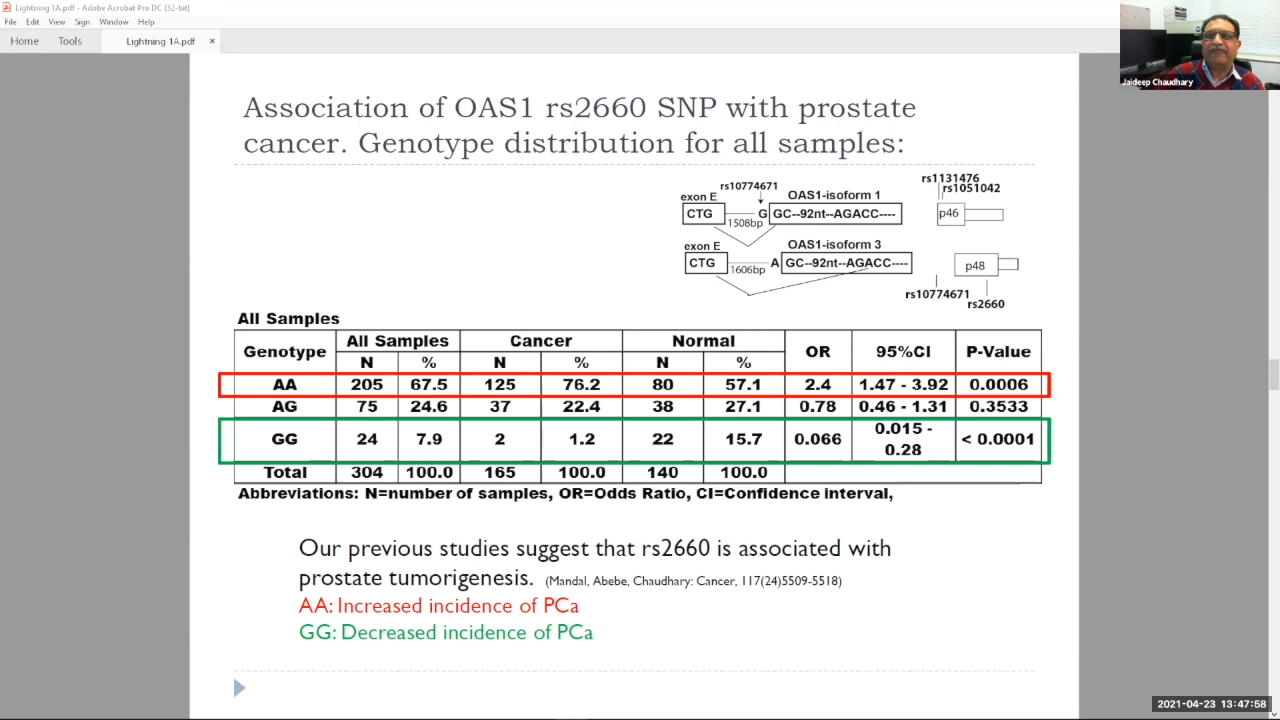 Lightning 1A.pdf - Adobe Acrobat Pro DC (32-bit)
File Edit View Sign Window Help
Home Tools Lightning 1A.pdf ×
Jaideep Chaudhary
Association of OAS1 rs2660 SNP with prostate
cancer. Genotype distribution for all samples:
rs1131476
rs1051042
rs10774671
exon E OAS1-isoform 1
CTG G GC--92nt--AGACC---- p46
1508bp
exon E OAS1-isoform 3
CTG A GC--92nt--AGACC---- p48
1606bp
rs10774671
rs2660
All Samples
Genotype All Samples Cancer Normal OR 95%CI P-Value
N % N % N %
AA 205 67.5 125 76.2 80 57.1 2.4 1.47 - 3.92 0.0006
AG 75 24.6 37 22.4 38 27.1 0.78 0.46 - 1.31 0.3533
GG 24 7.9 2 1.2 22 15.7 0.066 0.015 - 0.28 < 0.0001
Total 304 100.0 165 100.0 140 100.0
Abbreviations: N=number of samples, OR=Odds Ratio, CI=Confidence interval,
Our previous studies suggest that rs2660 is associated with
prostate tumorigenesis. (Mandal, Abebe, Chaudhary: Cancer, 117(24)5509-5518)
AA: Increased incidence of PCa
GG: Decreased incidence of PCa
2021-04-23 13:47:58